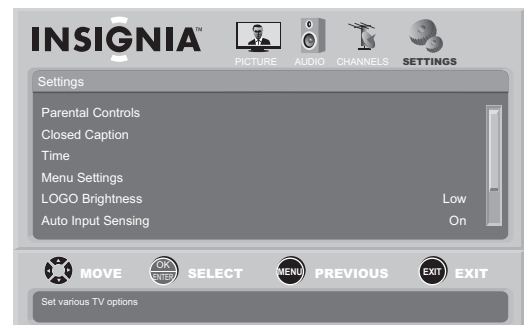 INSIGNIA™
PICTURE AUDIO CHANNELS SETTINGS
Settings
Parental Controls
Closed Caption
Time
Menu Settings
LOGO Brightness Low
Auto Input Sensing On
MOVE OK ENTER SELECT MENU PREVIOUS EXIT EXIT
Set various TV options